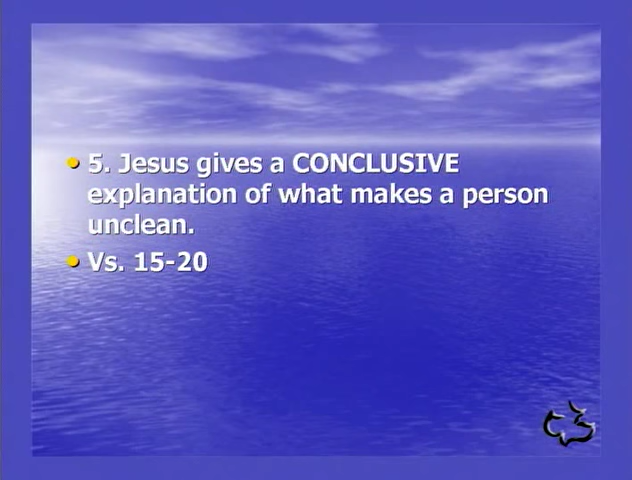 • 5. Jesus gives a CONCLUSIVE
explanation of what makes a person
unclean.
• Vs. 15-20